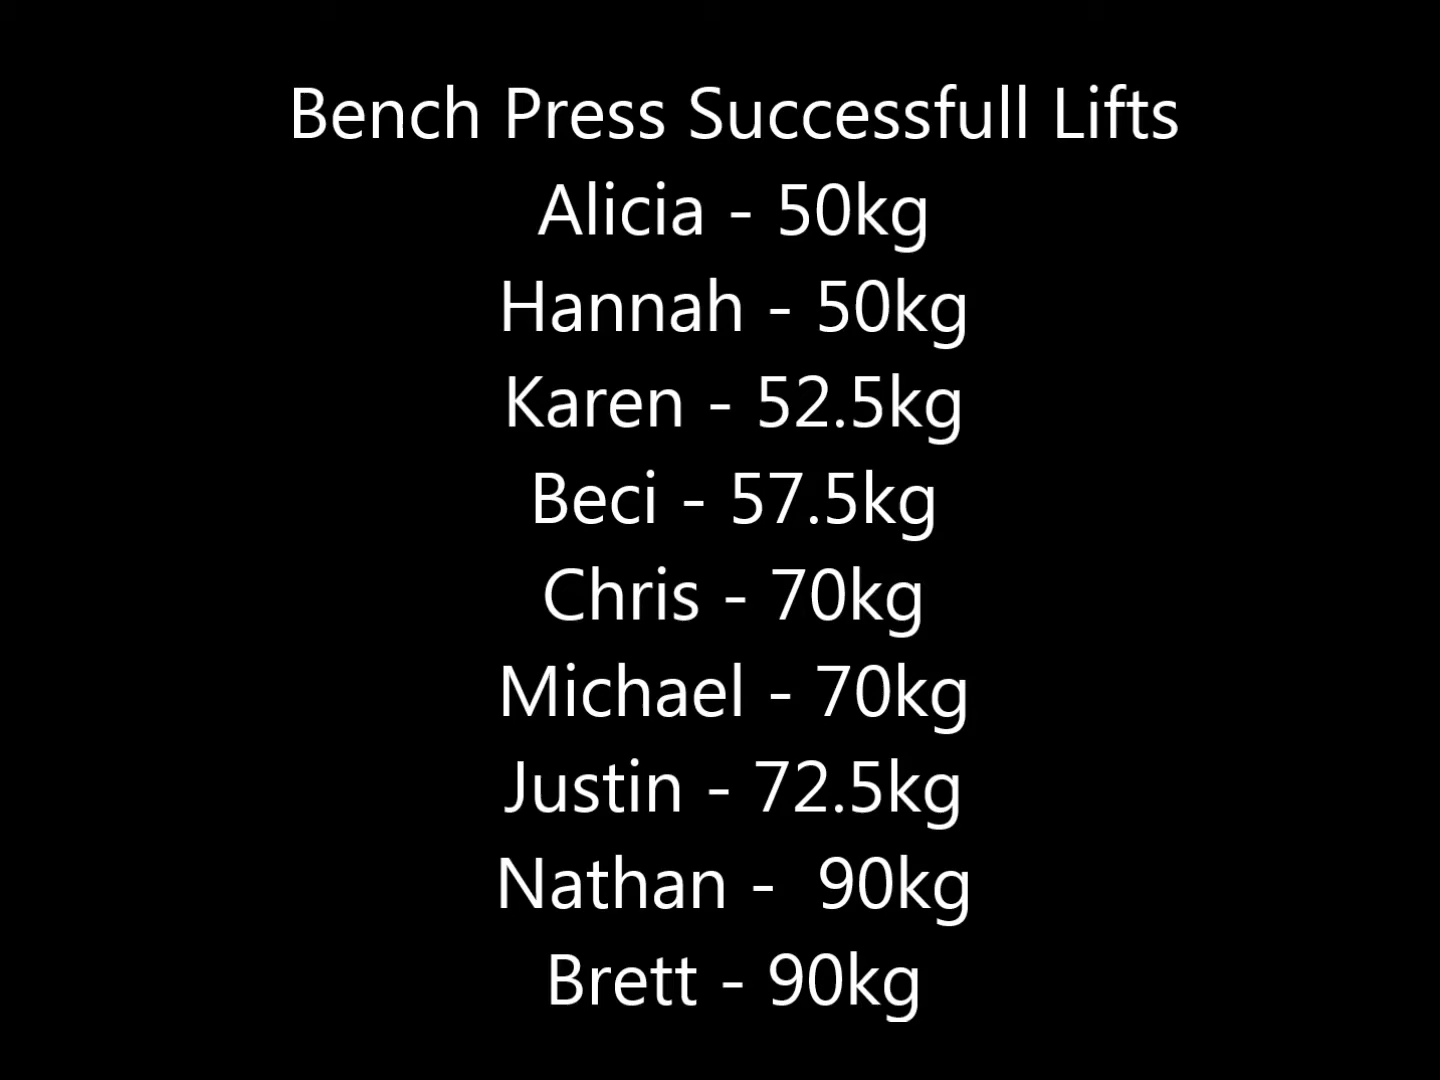 Bench Press Successfull Lifts
Alicia - 50kg
Hannah - 50kg
Karen - 52.5kg
Beci - 57.5kg
Chris - 70kg
Michael - 70kg
Justin - 72.5kg
Nathan -  90kg
Brett - 90kg